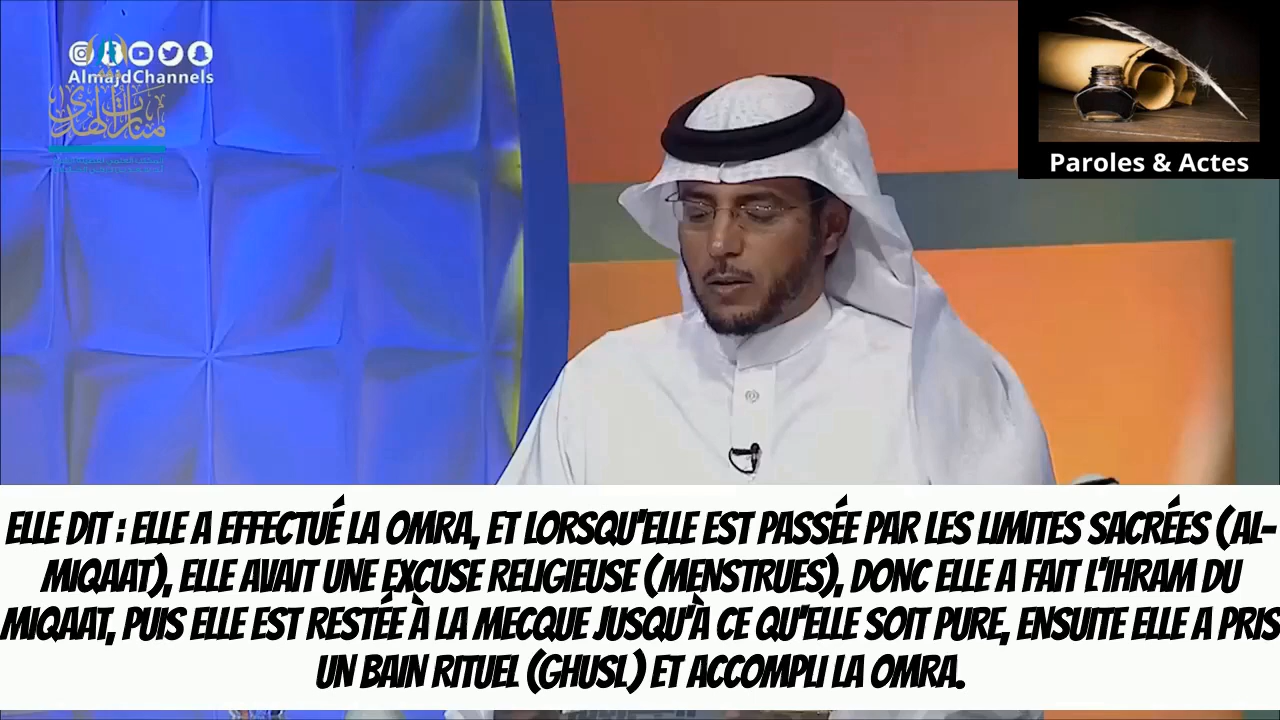 AlmajdChannels
منارات الهدى
Paroles & Actes
ELLE DIT : ELLE A EFFECTUÉ LA OMRA, ET LORSQU'ELLE EST PASSÉE PAR LES LIMITES SACRÉES (AL-
MIQAAT), ELLE AVAIT UNE EXCUSE RELIGIEUSE (MENSTRUES), DONC ELLE A FAIT L'IHRAM DU
MIQAAT, PUIS ELLE EST RESTÉE À LA MECQUE JUSQU'À CE QU'ELLE SOIT PURE, ENSUITE ELLE A PRIS
UN BAIN RITUEL (GHUSL) ET ACCOMPLI LA OMRA.